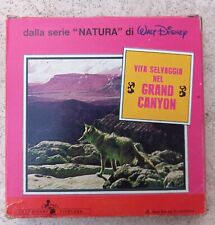 dalla serie "NATURA" di WALT DISNEY
VITA SELVAGGIA
NEL
GRAND
CANYON